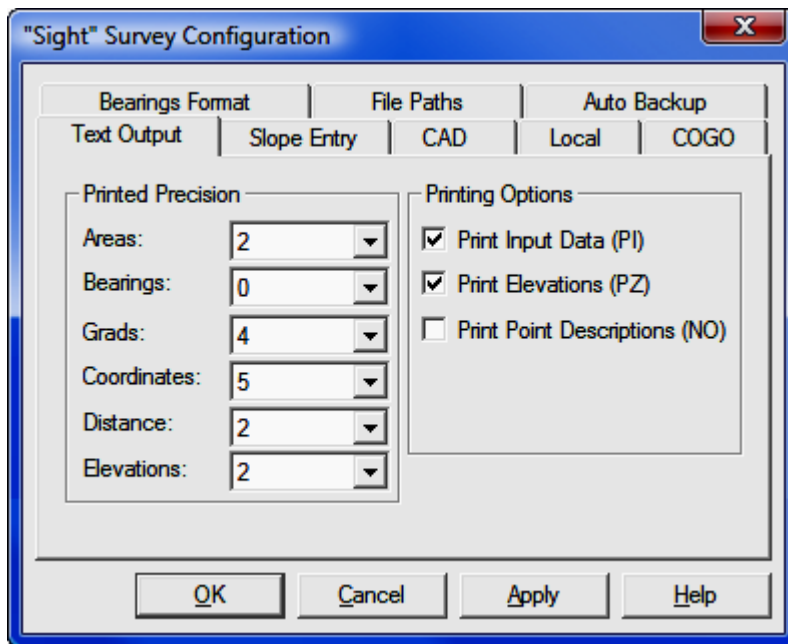 "Sight" Survey Configuration
X
Bearings Format File Paths Auto Backup
Text Output Slope Entry CAD Local COGO
Printed Precision
Areas: 2
Bearings: 0
Grads: 4
Coordinates: 5
Distance: 2
Elevations: 2
Printing Options
Print Input Data (PI)
Print Elevations (PZ)
Print Point Descriptions (NO)
OK Cancel Apply Help